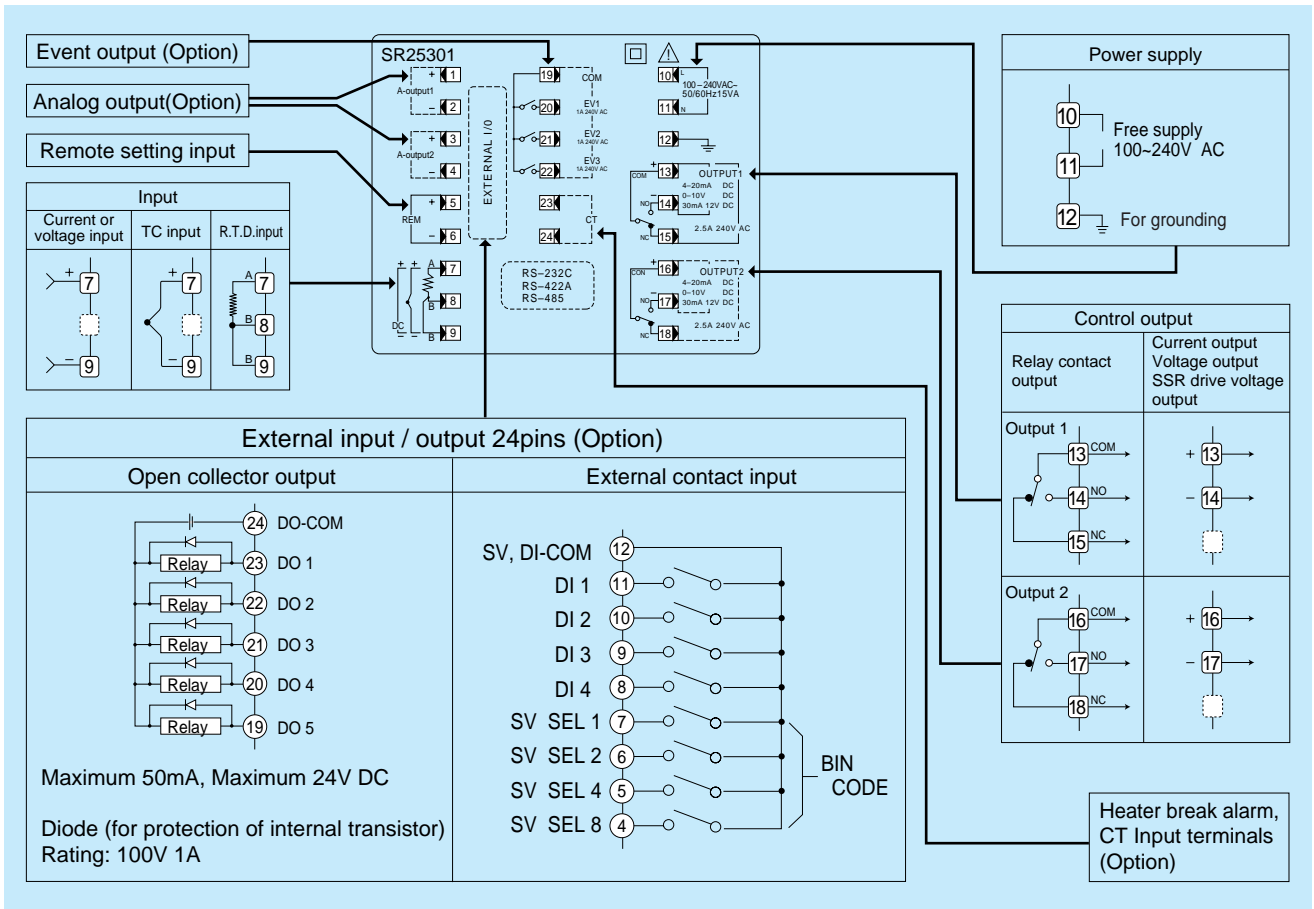 Event output (Option)
Analog output(Option)
Remote setting input
Input
Current or
voltage input
TC input
R.T.D.input
+ 7
− 9
+ 7
− 9
A 7
B 8
B 9
SR25301
+ 1
A-output1
− 2
+ 3
A-output2
− 4
+ 5
REM
− 6
+ + A 7
B 8
DC
− − B 9
EXTERNAL I/0
19 COM
20 EV1
1A 240V AC
21 EV2
1A 240V AC
22 EV3
1A 240V AC
23
CT
24
RS−232C
RS−422A
RS−485
10 L
100−240VAC~
50/60Hz15VA
11 N
12
+
COM 13 OUTPUT1
4−20mA DC
0−10V DC
NO 14 30mA 12V DC
2.5A 240V AC
NC 15
+
CON 16 OUTPUT2
4−20mA DC
0−10V DC
NO 17 30mA 12V DC
2.5A 240V AC
NC 18
Power supply
10
Free supply
100~240V AC
11
12 For grounding
Control output
Relay contact
output
Current output
Voltage output
SSR drive voltage
output
Output 1
13 COM
14 NO
15 NC
+ 13
− 14
Output 2
16 COM
17 NO
18 NC
+ 16
− 17
Heater break alarm,
CT Input terminals
(Option)
External input / output 24pins (Option)
Open collector output
24 DO-COM
Relay 23 DO 1
Relay 22 DO 2
Relay 21 DO 3
Relay 20 DO 4
Relay 19 DO 5
Maximum 50mA, Maximum 24V DC
Diode (for protection of internal transistor)
Rating: 100V 1A
External contact input
SV, DI-COM 12
DI 1 11
DI 2 10
DI 3 9
DI 4 8
SV SEL 1 7
SV SEL 2 6
SV SEL 4 5
SV SEL 8 4
BIN
CODE